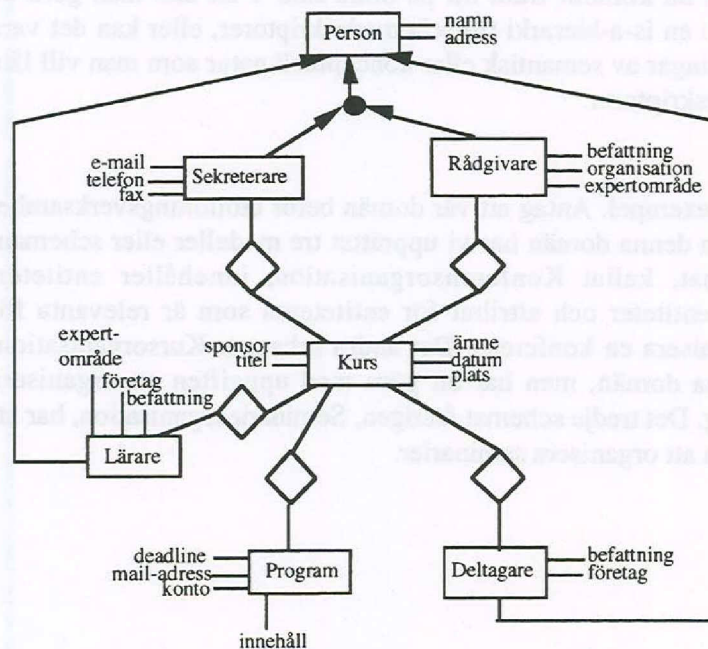 Person
namn
adress
e-mail
telefon
fax
Sekreterare
Rådgivare
befattning
organisation
expertområde
expert-
område
företag
befattning
sponsor
titel
Kurs
ämne
datum
plats
Lärare
deadline
mail-adress
konto
Program
innehåll
Deltagare
befattning
företag